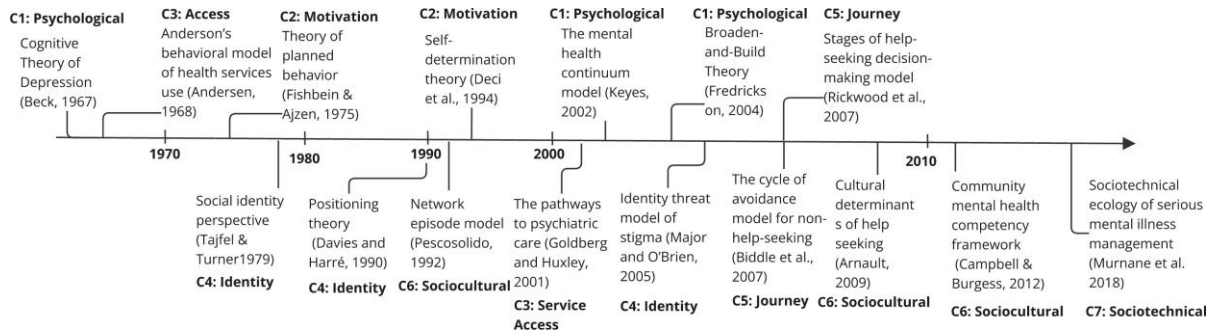 C1: Psychological
Cognitive
Theory of
Depression
(Beck, 1967)
C3: Access
Anderson's
behavioral model
of health services
use (Andersen,
1968)
C2: Motivation
Theory of
planned
behavior
(Fishbein &
Ajzen, 1975)
C2: Motivation
Self-
determination
theory (Deci
et al., 1994)
C1: Psychological
The mental
health
continuum
model (Keyes,
2002)
C1: Psychological
Broaden-
and-Build
Theory
(Fredricks
on, 2004)
C5: Journey
Stages of help-
seeking decision-
making model
(Rickwood et al.,
2007)
1970
1980
1990
2000
2010
Social identity
perspective
(Tajfel &
Turner1979)
C4: Identity
Positioning
theory
(Davies and
Harré, 1990)
C4: Identity
Network
episode model
(Pescosolido,
1992)
C6: Sociocultural
The pathways
to psychiatric
care (Goldberg
and Huxley,
2001)
C3: Service
Access
Identity threat
model of
stigma (Major
and O'Brien,
2005)
C4: Identity
The cycle of
avoidance
model for non-
help-seeking
(Biddle et al.,
2007)
C5: Journey
Cultural
determinant
s of help
seeking
(Arnault,
2009)
C6: Sociocultural
Community
mental health
competency
framework
(Campbell &
Burgess, 2012)
C6: Sociocultural
Sociotechnical
ecology of serious
mental illness
management
(Murnane et al.
2018)
C7: Sociotechnical